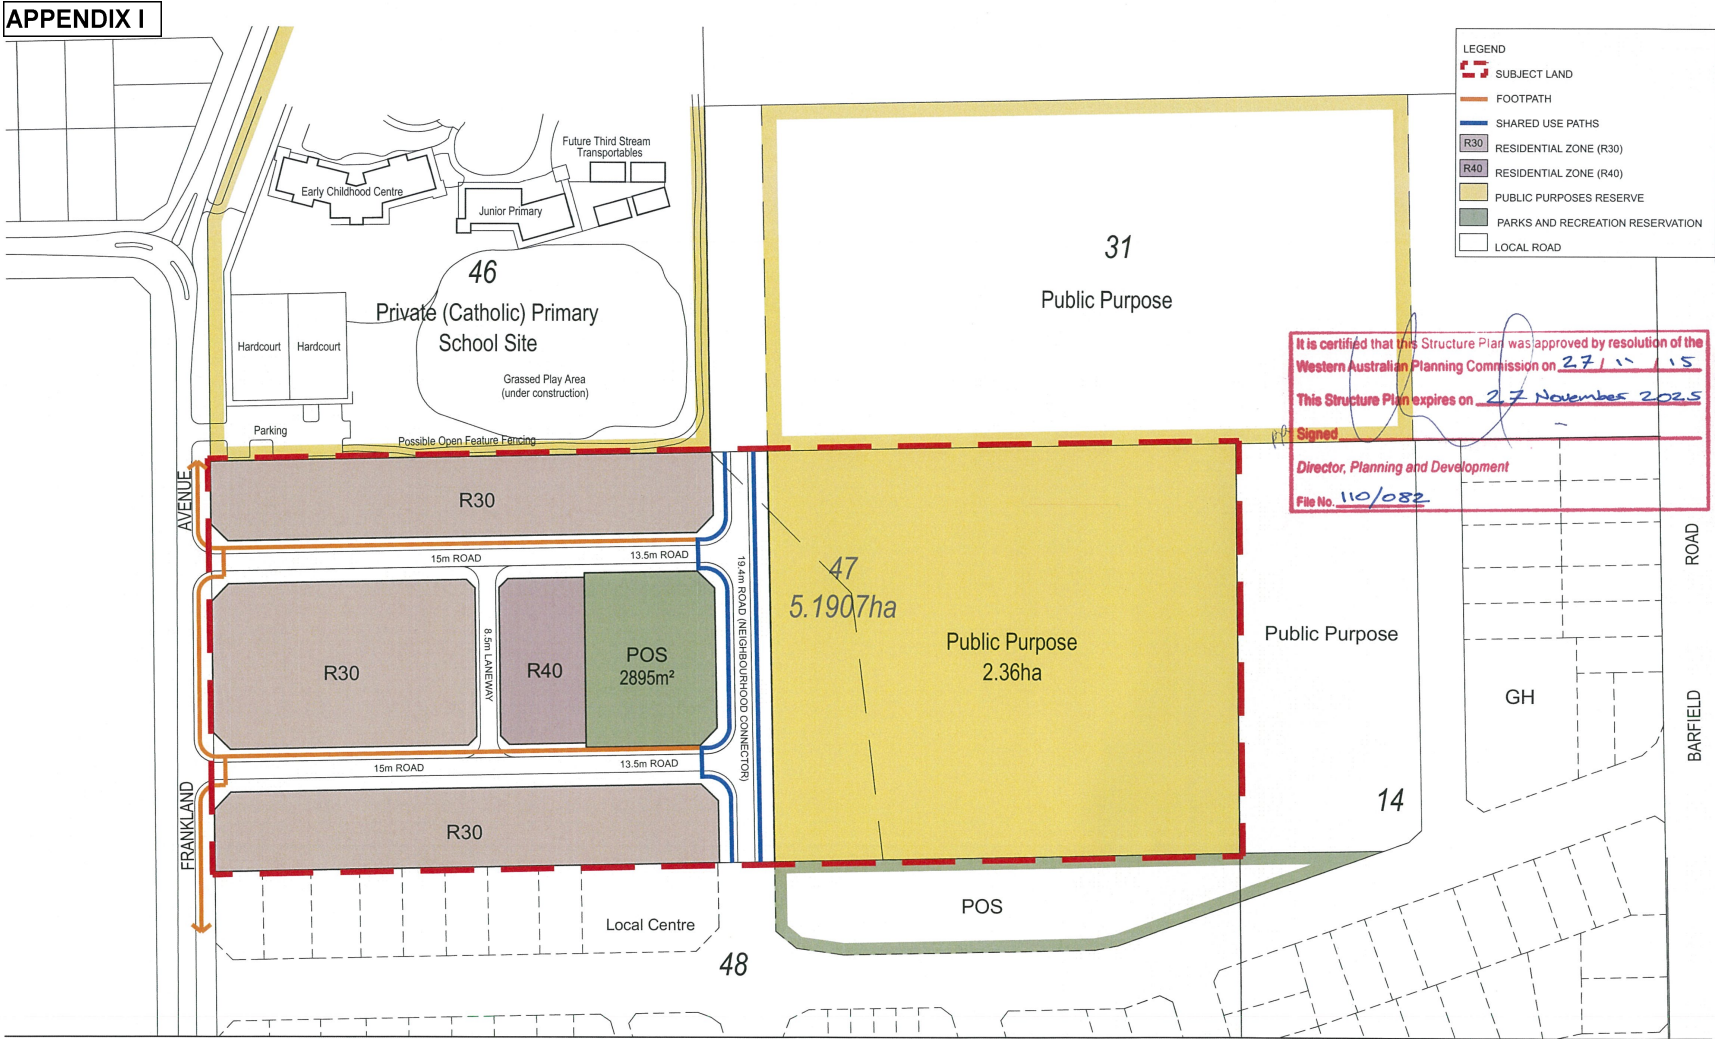 APPENDIX I
LEGEND
SUBJECT LAND
FOOTPATH
SHARED USE PATHS
R30 RESIDENTIAL ZONE (R30)
R40 RESIDENTIAL ZONE (R40)
PUBLIC PURPOSES RESERVE
PARKS AND RECREATION RESERVATION
LOCAL ROAD
Future Third Stream
Transportables
Early Childhood Centre
Junior Primary
46
Private (Catholic) Primary
School Site
Hardcourt
Hardcourt
Grassed Play Area
(under construction)
Parking
Possible Open Feature Fencing
31
Public Purpose
It is certified that this Structure Plan was approved by resolution of the
Western Australian Planning Commission on 27/11/15
This Structure Plan expires on 27 November 2025
pp Signed
Director, Planning and Development
File No. 110/082
AVENUE
FRANKLAND
R30
15m ROAD
13.5m ROAD
R30
8.5m LANEWAY
R40
POS
2895m²
19.4m ROAD (NEIGHBOURHOOD CONNECTOR)
15m ROAD
13.5m ROAD
R30
47
5.1907ha
Public Purpose
2.36ha
Public Purpose
14
GH
ROAD
BARFIELD
Local Centre
POS
48